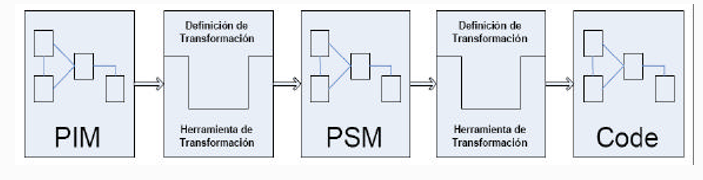 PIM
Definición de
Transformación
Herramienta de
Transformación
PSM
Definición de
Transformación
Herramienta de
Transformación
Code